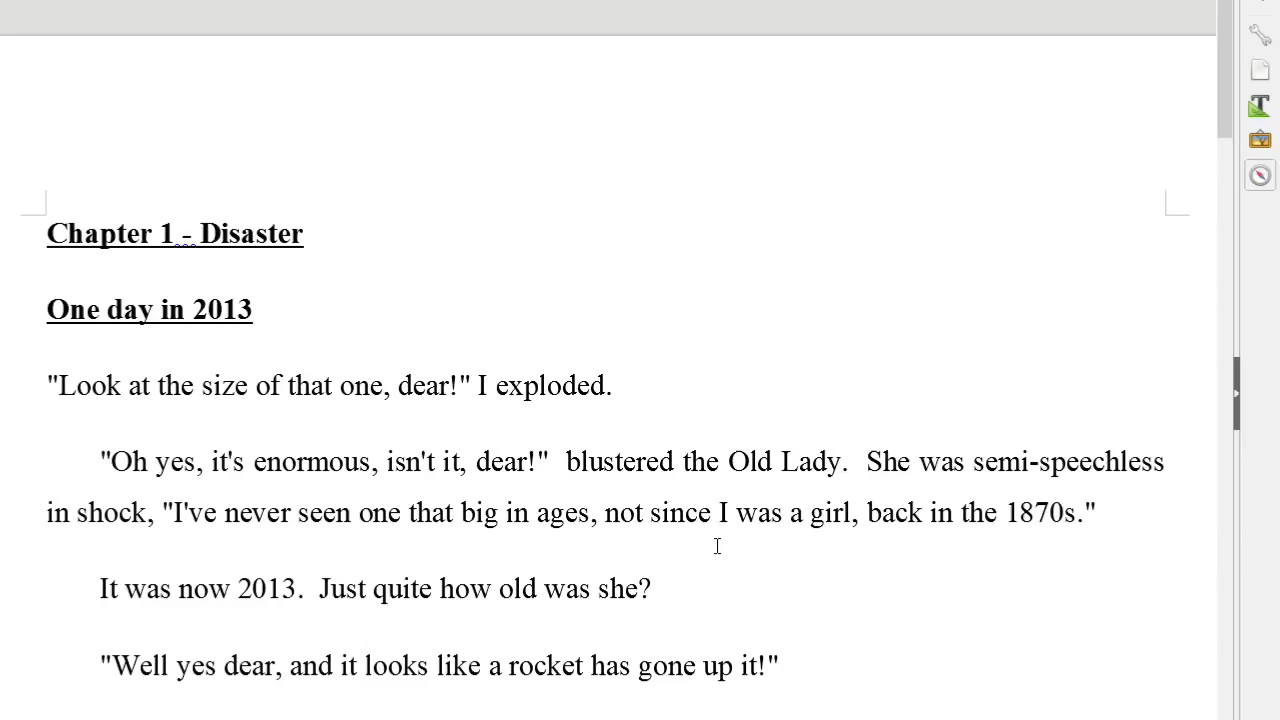 Chapter 1 - Disaster
One day in 2013
"Look at the size of that one, dear!" I exploded.
"Oh yes, it's enormous, isn't it, dear!"  blustered the Old Lady.  She was semi-speechless
in shock, "I've never seen one that big in ages, not since I was a girl, back in the 1870s."
It was now 2013.  Just quite how old was she?
"Well yes dear, and it looks like a rocket has gone up it!"